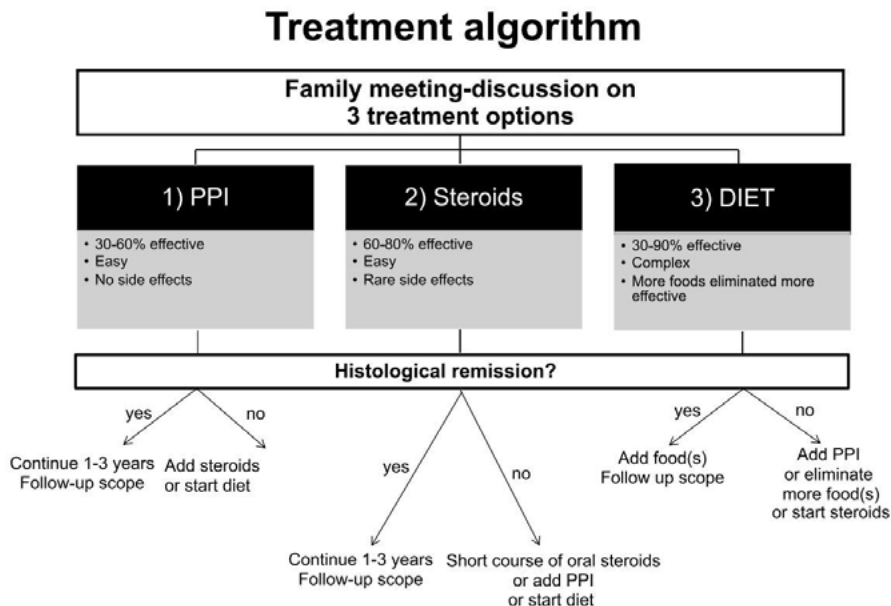 Treatment algorithm
Family meeting-discussion on
3 treatment options
1) PPI
• 30-60% effective
• Easy
• No side effects
2) Steroids
• 60-80% effective
• Easy
• Rare side effects
3) DIET
• 30-90% effective
• Complex
• More foods eliminated more
effective
Histological remission?
yes
no
Continue 1-3 years
Follow-up scope
Add steroids
or start diet
yes
no
Continue 1-3 years
Follow-up scope
Short course of oral steroids
or add PPI
or start diet
yes
no
Add food(s)
Follow up scope
Add PPI
or eliminate
more food(s)
or start steroids